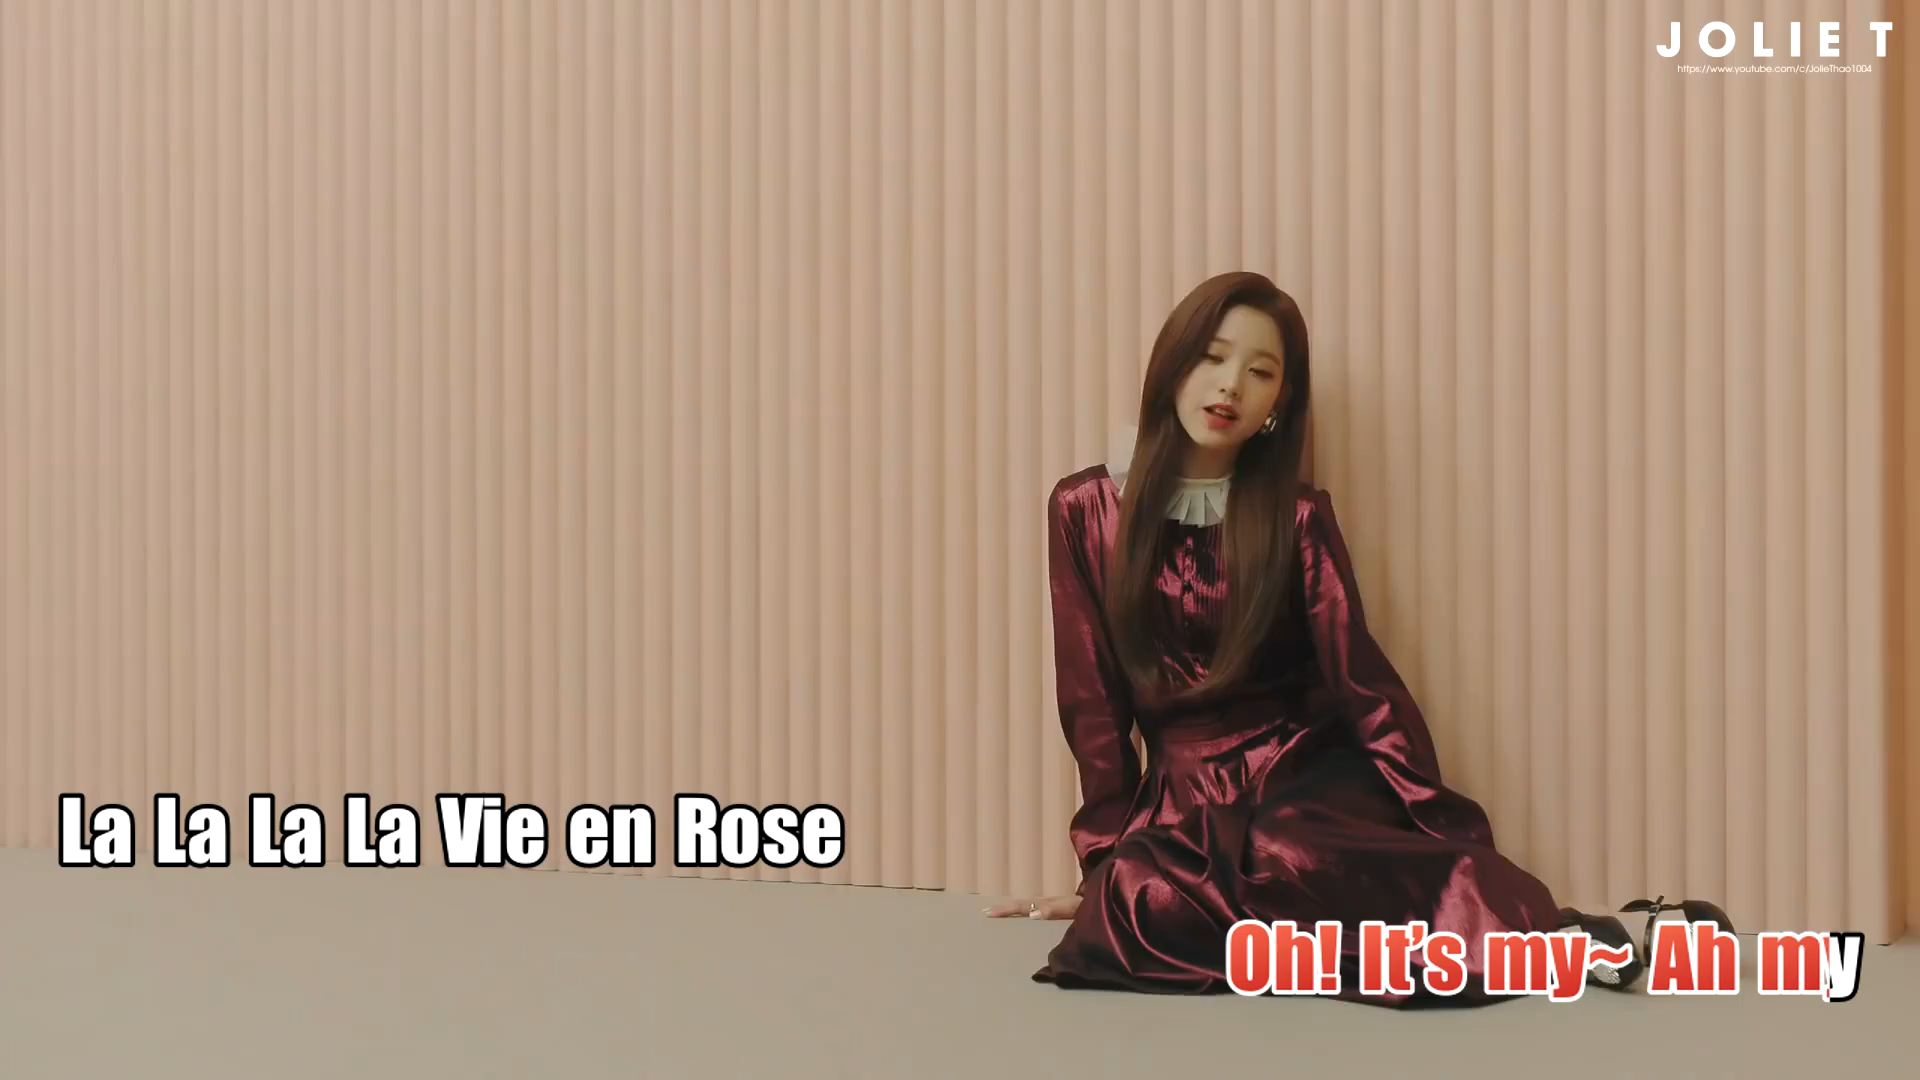 JOLIE T
https://www.youtube.com/c/JolieThao1004
La La La La Vie en Rose
Oh! It's my~ Ah my